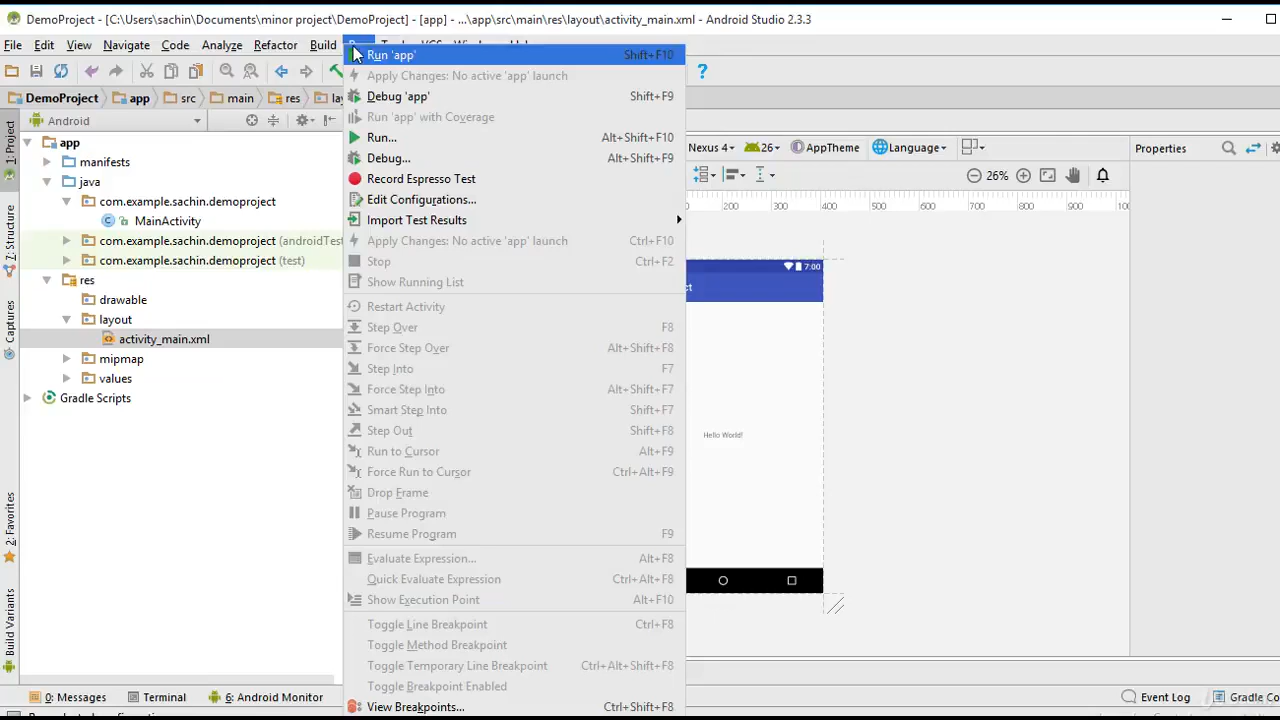 DemoProject - [C:\Users\sachin\Documents\minor project\DemoProject] - [app] - ...\app\src\main\res\layout\activity_main.xml - Android Studio 2.3.3
File Edit View Navigate Code Analyze Refactor Build
DemoProject app src main res
Android
1: Project
Z: Structure
Captures
2: Favorites
Build Variants
app
manifests
java
com.example.sachin.demoproject
MainActivity
com.example.sachin.demoproject (androidTest
com.example.sachin.demoproject (test)
res
drawable
layout
activity_main.xml
mipmap
values
Gradle Scripts
Run 'app' Shift+F10
Apply Changes: No active 'app' launch
Debug 'app' Shift+F9
Run 'app' with Coverage
Run... Alt+Shift+F10
Debug... Alt+Shift+F9
Record Espresso Test
Edit Configurations...
Import Test Results
Apply Changes: No active 'app' launch Ctrl+F10
Stop Ctrl+F2
Show Running List
Restart Activity
Step Over F8
Force Step Over Alt+Shift+F8
Step Into F7
Force Step Into Alt+Shift+F7
Smart Step Into Shift+F7
Step Out Shift+F8
Run to Cursor Alt+F9
Force Run to Cursor Ctrl+Alt+F9
Drop Frame
Pause Program
Resume Program F9
Evaluate Expression... Alt+F8
Quick Evaluate Expression Ctrl+Alt+F8
Show Execution Point Alt+F10
Toggle Line Breakpoint Ctrl+F8
Toggle Method Breakpoint
Toggle Temporary Line Breakpoint Ctrl+Alt+Shift+F8
Toggle Breakpoint Enabled
View Breakpoints... Ctrl+Shift+F8
Nexus 4 26 AppTheme Language
Properties
26%
200 300 400 500 600 700 800 900
7:00
Hello World!
0: Messages Terminal 6: Android Monitor
Event Log Gradle Co